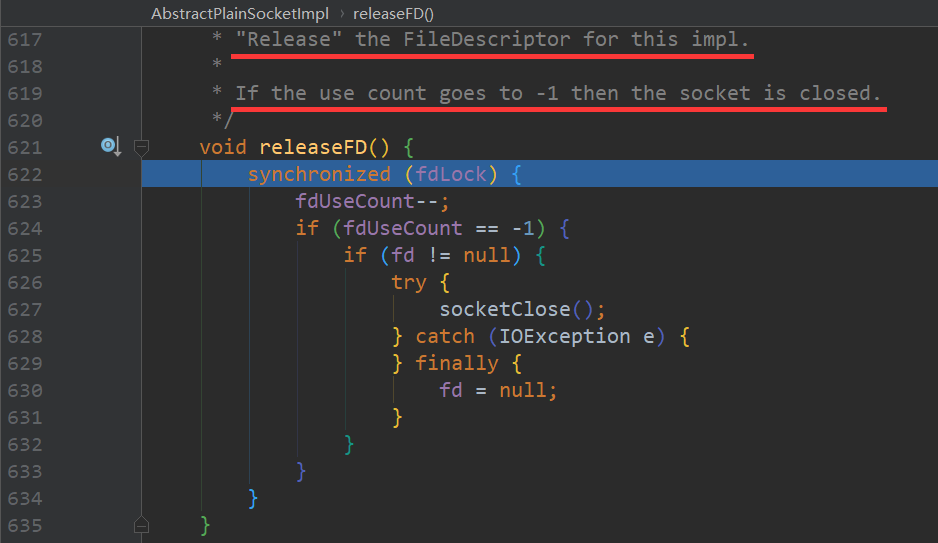 AbstractPlainSocketImpl › releaseFD()
617 * "Release" the FileDescriptor for this impl.
618 *
619 * If the use count goes to -1 then the socket is closed.
620 */
621 void releaseFD() {
622 synchronized (fdLock) {
623 fdUseCount--;
624 if (fdUseCount == -1) {
625 if (fd != null) {
626 try {
627 socketClose();
628 } catch (IOException e) {
629 } finally {
630 fd = null;
631 }
632 }
633 }
634 }
635 }